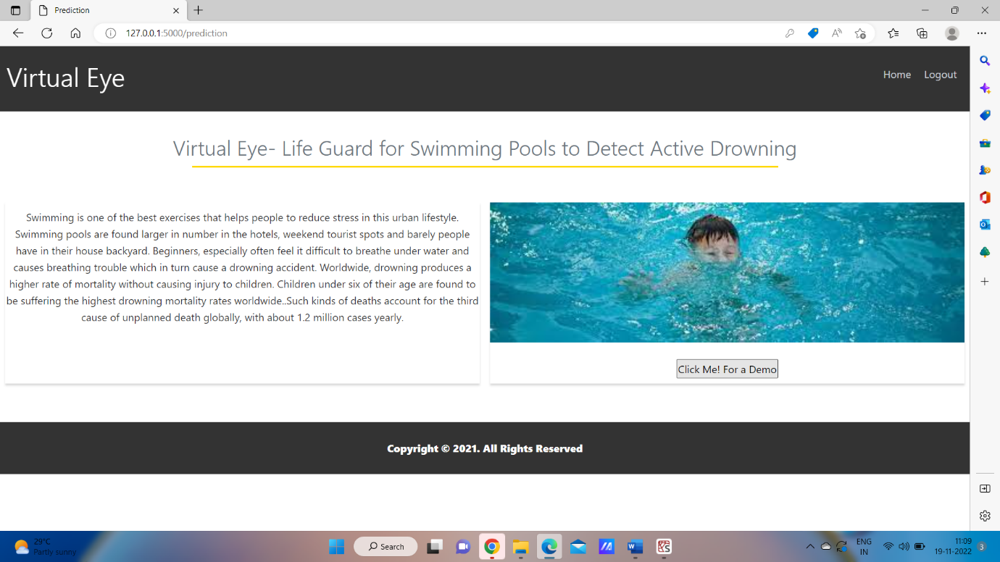 Prediction
127.0.0.1:5000/prediction
Virtual Eye
Home
Logout
Virtual Eye- Life Guard for Swimming Pools to Detect Active Drowning
Swimming is one of the best exercises that helps people to reduce stress in this urban lifestyle.
Swimming pools are found larger in number in the hotels, weekend tourist spots and barely people
have in their house backyard. Beginners, especially often feel it difficult to breathe under water and
causes breathing trouble which in turn cause a drowning accident. Worldwide, drowning produces a
higher rate of mortality without causing injury to children. Children under six of their age are found to
be suffering the highest drowning mortality rates worldwide..Such kinds of deaths account for the third
cause of unplanned death globally, with about 1.2 million cases yearly.
Click Me! For a Demo
Copyright © 2021. All Rights Reserved
29°C
Partly sunny
Search
ENG
IN
11:09
19-11-2022
3